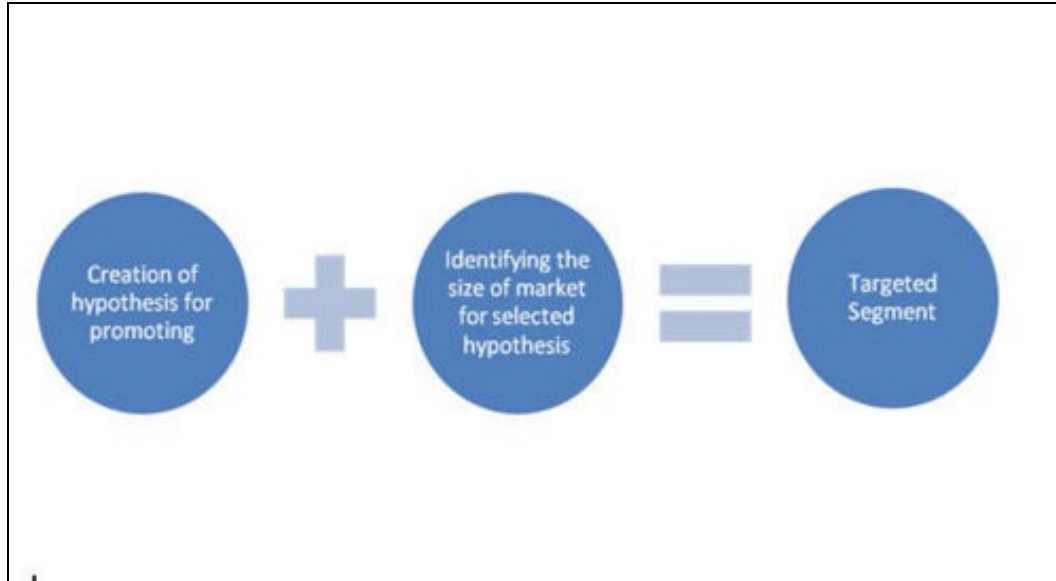 Creation of
hypothesis for
promoting
Identifying the
size of market
for selected
hypothesis
Targeted
Segment